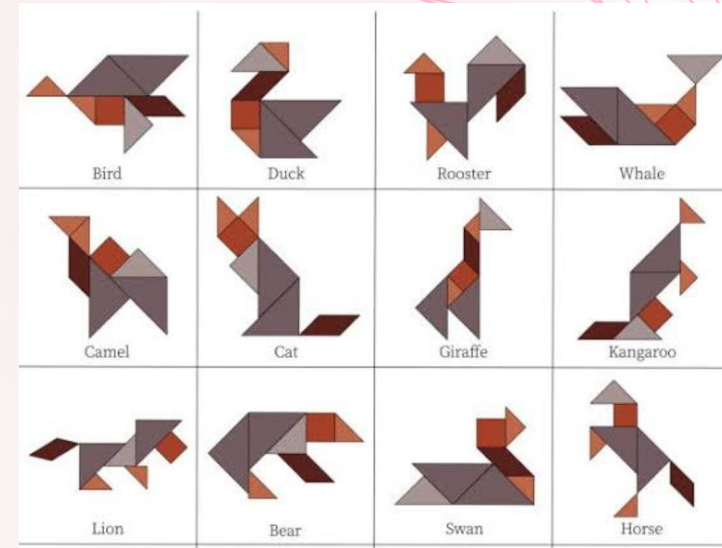 Bird
Duck
Rooster
Whale
Camel
Cat
Giraffe
Kangaroo
Lion
Bear
Swan
Horse